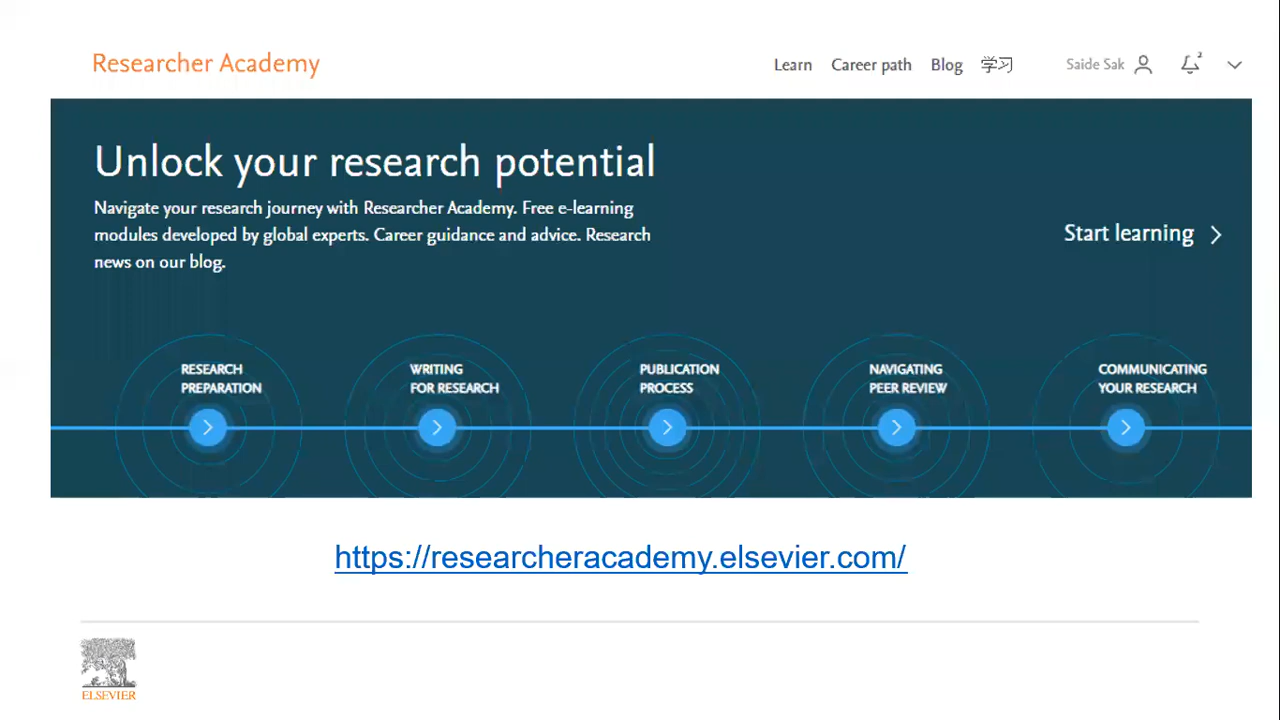 Researcher Academy
Learn Career path Blog 学习 Saide Sak 2
Unlock your research potential
Navigate your research journey with Researcher Academy. Free e-learning
modules developed by global experts. Career guidance and advice. Research
news on our blog.
Start learning
RESEARCH
PREPARATION
WRITING
FOR RESEARCH
PUBLICATION
PROCESS
NAVIGATING
PEER REVIEW
COMMUNICATING
YOUR RESEARCH
https://researcheracademy.elsevier.com/
ELSEVIER